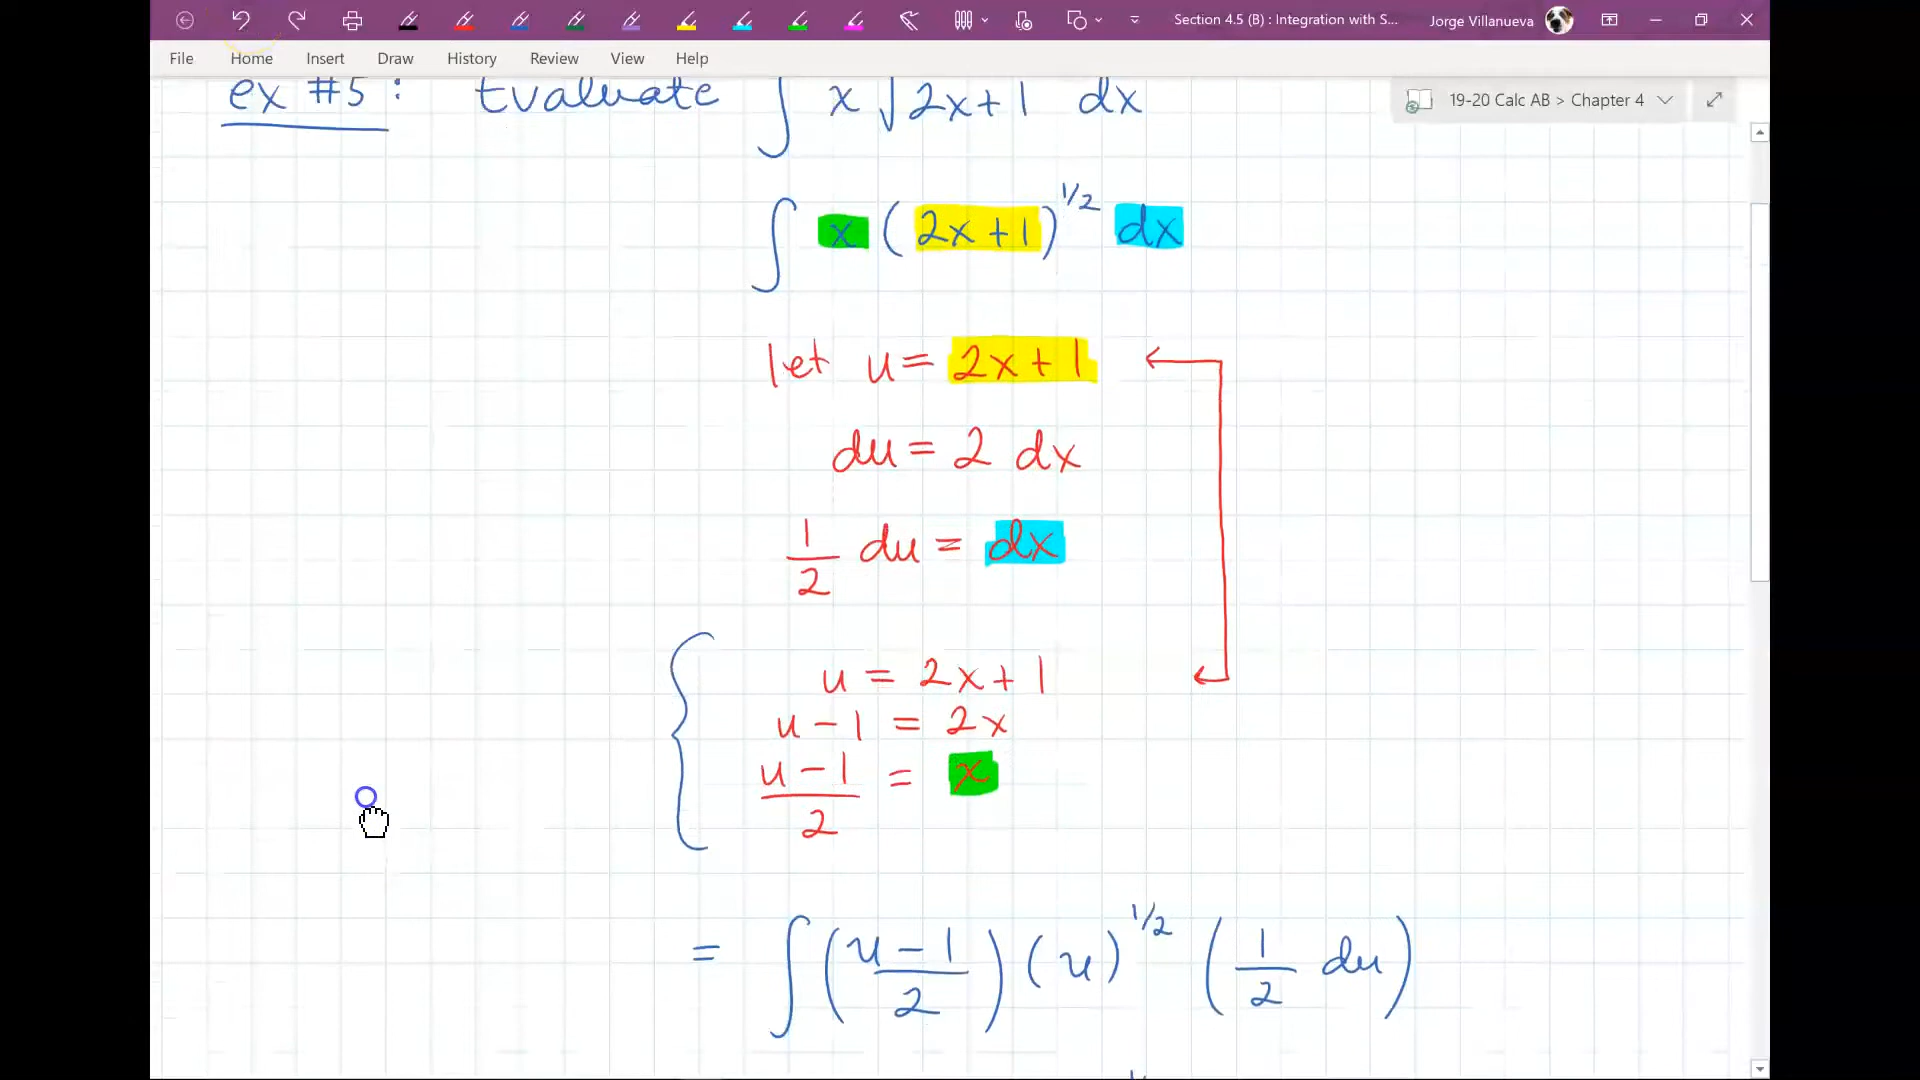 Section 4.5 (B) : Integration with S... Jorge Villanueva
File Home Insert Draw History Review View Help
19-20 Calc AB > Chapter 4
ex #5: Evaluate ∫ x √2x+1 dx
∫ x (2x+1)^1/2 dx
let u = 2x+1
du = 2 dx
1/2 du = dx
u = 2x+1
u-1 = 2x
u-1/2 = x
= ∫ (u-1/2) (u)^1/2 (1/2 du)